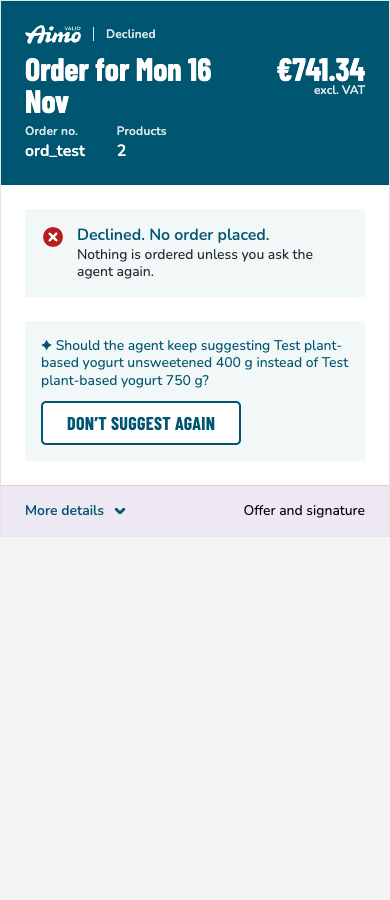 VALIO
Aimo
Declined
Order for Mon 16
Nov
€741.34
excl. VAT
Order no.
ord_test
Products
2
Declined. No order placed.
Nothing is ordered unless you ask the
agent again.
✦ Should the agent keep suggesting Test plant-
based yogurt unsweetened 400 g instead of Test
plant-based yogurt 750 g?
DON'T SUGGEST AGAIN
More details
Offer and signature